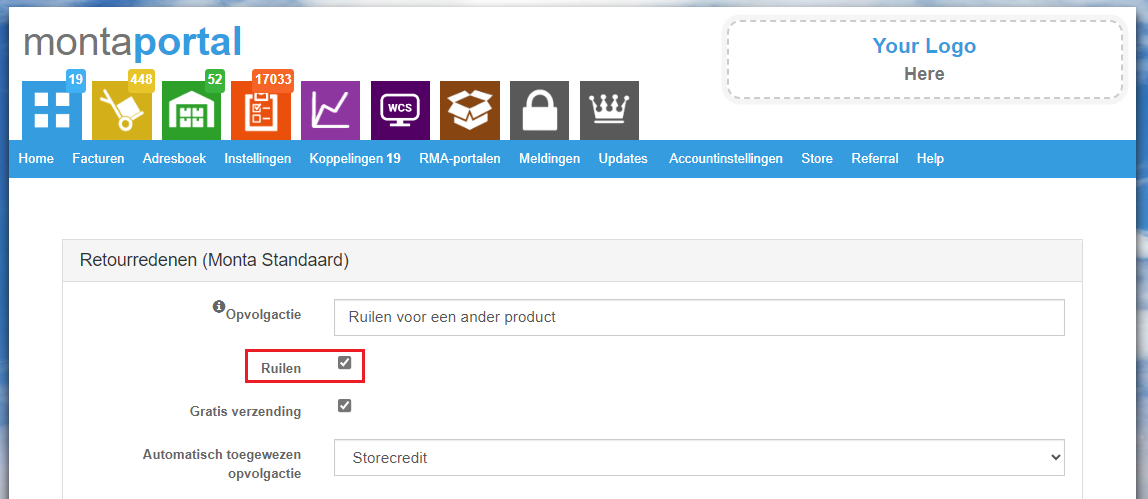 montaportal
Your Logo
Here
19
448
52
17033
WCS
Home Facturen Adresboek Instellingen Koppelingen 19 RMA-portalen Meldingen Updates Accountinstellingen Store Referral Help
Retourredenen (Monta Standaard)
Opvolgactie
Ruilen voor een ander product
Ruilen
Gratis verzending
Automatisch toegewezen
opvolgactie
Storecredit